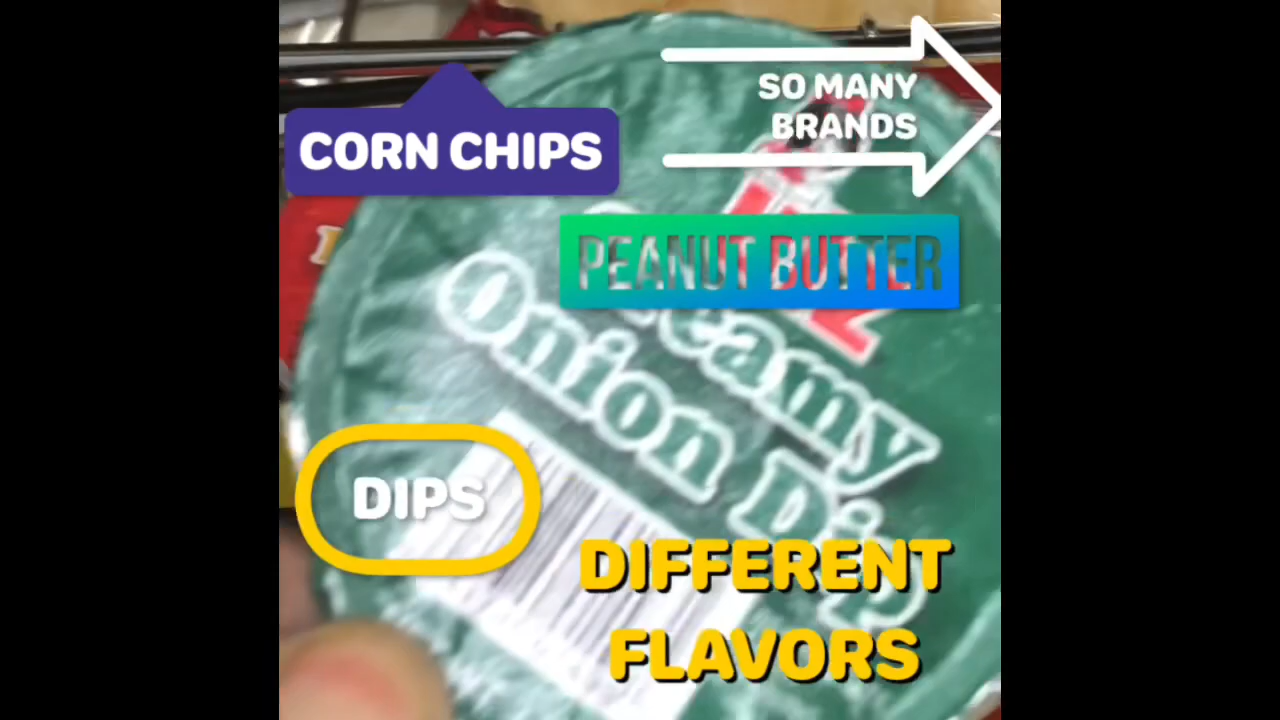 SO MANY
BRANDS
CORN CHIPS
PEANUT BUTTER
Creamy
Onion Dip
DIPS
DIFFERENT
FLAVORS